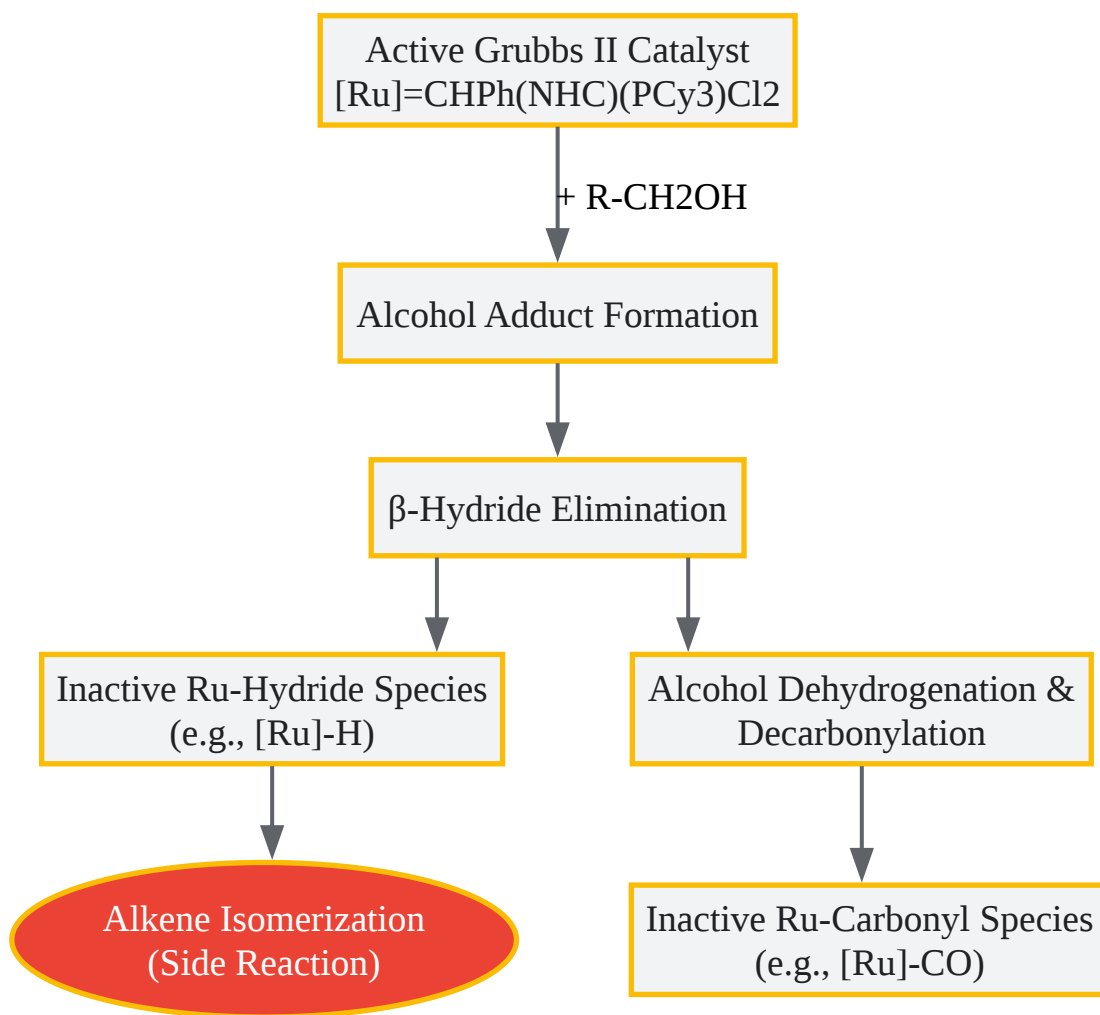 Active Grubbs II Catalyst
[Ru]=CHPh(NHC)(PCy3)Cl2
+ R-CH2OH
Alcohol Adduct Formation
β-Hydride Elimination
Inactive Ru-Hydride Species
(e.g., [Ru]-H)
Alcohol Dehydrogenation &
Decarbonylation
Alkene Isomerization
(Side Reaction)
Inactive Ru-Carbonyl Species
(e.g., [Ru]-CO)